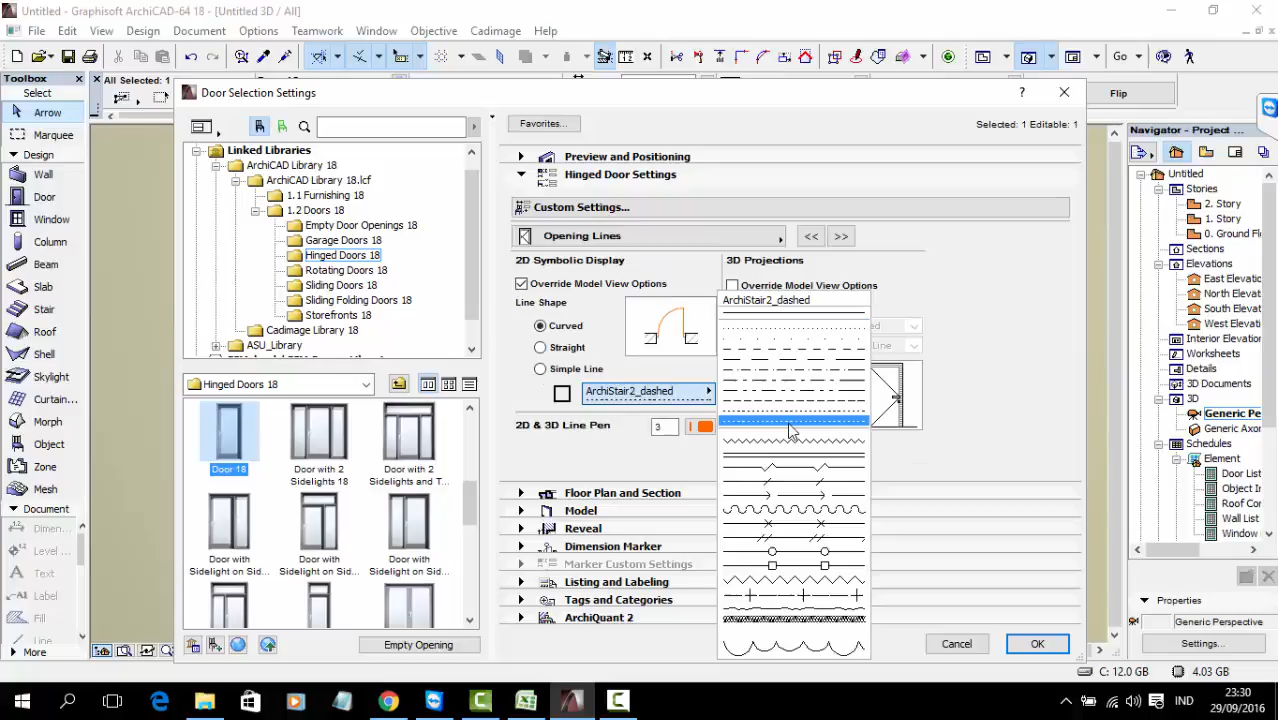 Untitled - Graphisoft ArchiCAD-64 18 - [Untitled 3D / All]
File Edit View Design Document Options Teamwork Window Objective Cadimage Help
Go
Toolbox
Select
Arrow
Marquee
Design
Wall
Door
Window
Column
Beam
Slab
Stair
Roof
Shell
Skylight
Curtain...
Morph
Object
Zone
Mesh
Document
Dimen...
Level ...
Text
Label
Fill
Line
More
All Selected: 1
Door Selection Settings
?
Linked Libraries
ArchiCAD Library 18
ArchiCAD Library 18.lcf
1.1 Furnishing 18
1.2 Doors 18
Empty Door Openings 18
Garage Doors 18
Hinged Doors 18
Rotating Doors 18
Sliding Doors 18
Sliding Folding Doors 18
Storefronts 18
Cadimage Library 18
ASU_Library
Hinged Doors 18
Door 18
Door with 2 Sidelights 18
Door with 2 Sidelights and T...
Door with Sidelight on Sid...
Door with Sidelight on Sid...
Door with Sidelight on Sid...
Empty Opening
Favorites...
Selected: 1 Editable: 1
Preview and Positioning
Hinged Door Settings
Custom Settings...
Opening Lines
<< >>
2D Symbolic Display
Override Model View Options
Line Shape
Curved
Straight
Simple Line
ArchiStair2_dashed
2D & 3D Line Pen
3
3D Projections
Override Model View Options
ArchiStair2_dashed
Line
Floor Plan and Section
Model
Reveal
Dimension Marker
Marker Custom Settings
Listing and Labeling
Tags and Categories
ArchiQuant 2
Cancel
OK
Flip
Navigator - Project ...
Untitled
Stories
2. Story
1. Story
0. Ground Fl
Sections
Elevations
East Elevatio
North Elevat
South Elevat
West Elevati
Interior Elevation
Worksheets
Details
3D Documents
3D
Generic Pe
Generic Axon
Schedules
Element
Door List
Object In
Roof Cor
Wall List
Window
Properties
Generic Perspective
Settings...
C: 12.0 GB
4.03 GB
IND
23:30
29/09/2016